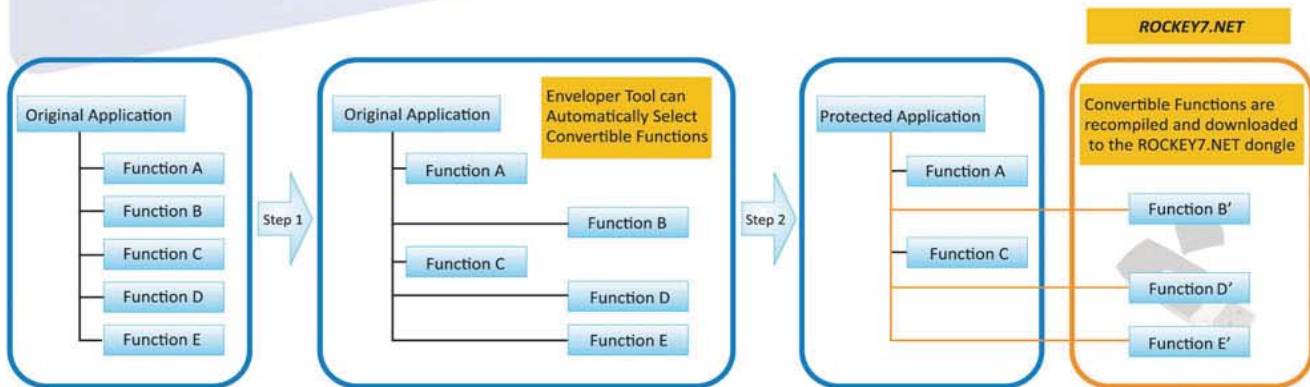 ROCKEY7.NET
Original Application
Function A
Function B
Function C
Function D
Function E
Step 1
Original Application
Enveloper Tool can
Automatically Select
Convertible Functions
Function A
Function B
Function C
Function D
Function E
Step 2
Protected Application
Function A
Function C
Convertible Functions are
recompiled and downloaded
to the ROCKEY7.NET dongle
Function B’
Function D’
Function E’